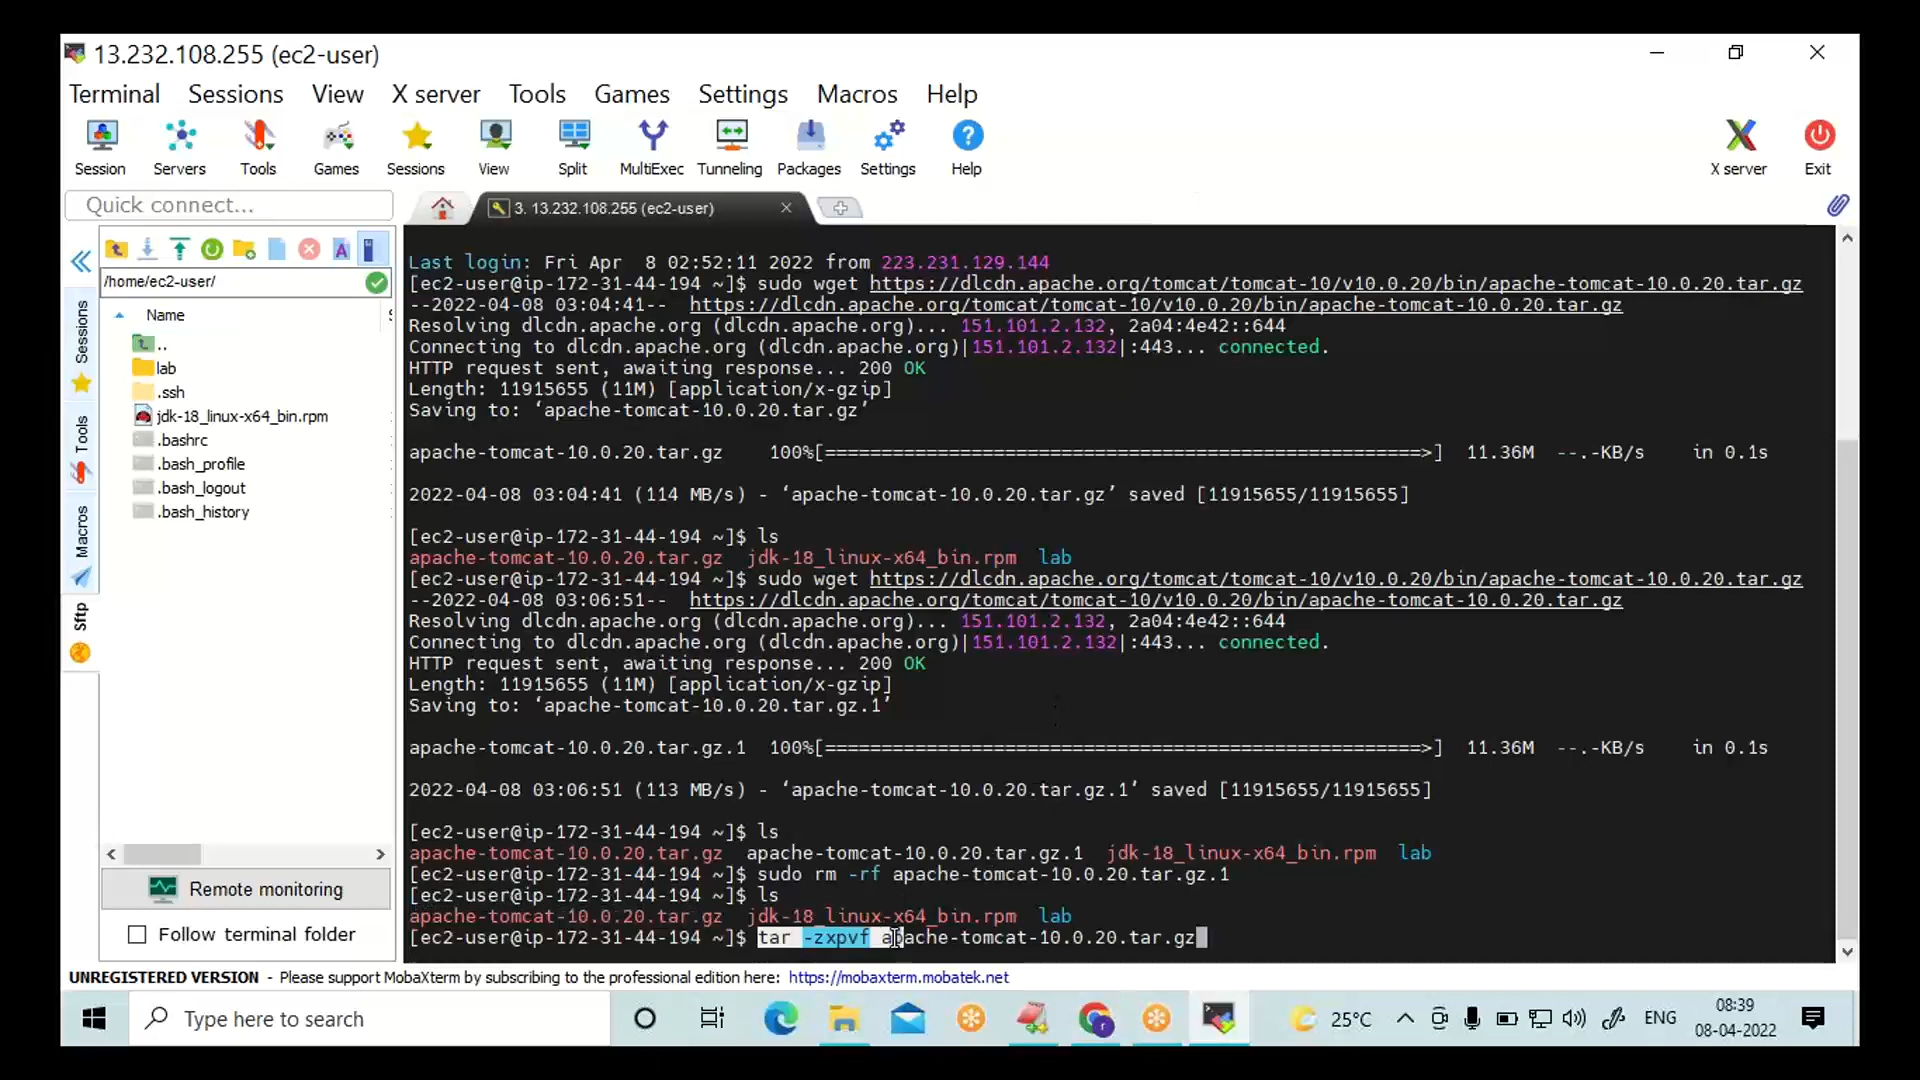 13.232.108.255 (ec2-user)
Terminal Sessions View X server Tools Games Settings Macros Help
Session Servers Tools Games Sessions View Split MultiExec Tunneling Packages Settings Help X server Exit
Quick connect...
3. 13.232.108.255 (ec2-user)
/home/ec2-user/
Name
..
lab
.ssh
jdk-18_linux-x64_bin.rpm
.bashrc
.bash_profile
.bash_logout
.bash_history
Sessions
Tools
Macros
Sftp
Remote monitoring
Follow terminal folder
Last login: Fri Apr  8 02:52:11 2022 from 223.231.129.144
[ec2-user@ip-172-31-44-194 ~]$ sudo wget https://dlcdn.apache.org/tomcat/tomcat-10/v10.0.20/bin/apache-tomcat-10.0.20.tar.gz
--2022-04-08 03:04:41--  https://dlcdn.apache.org/tomcat/tomcat-10/v10.0.20/bin/apache-tomcat-10.0.20.tar.gz
Resolving dlcdn.apache.org (dlcdn.apache.org)... 151.101.2.132, 2a04:4e42::644
Connecting to dlcdn.apache.org (dlcdn.apache.org)|151.101.2.132|:443... connected.
HTTP request sent, awaiting response... 200 OK
Length: 11915655 (11M) [application/x-gzip]
Saving to: ‘apache-tomcat-10.0.20.tar.gz’
apache-tomcat-10.0.20.tar.gz    100%[======================================================>]  11.36M  --.-KB/s    in 0.1s
2022-04-08 03:04:41 (114 MB/s) - ‘apache-tomcat-10.0.20.tar.gz’ saved [11915655/11915655]
[ec2-user@ip-172-31-44-194 ~]$ ls
apache-tomcat-10.0.20.tar.gz  jdk-18_linux-x64_bin.rpm  lab
[ec2-user@ip-172-31-44-194 ~]$ sudo wget https://dlcdn.apache.org/tomcat/tomcat-10/v10.0.20/bin/apache-tomcat-10.0.20.tar.gz
--2022-04-08 03:06:51--  https://dlcdn.apache.org/tomcat/tomcat-10/v10.0.20/bin/apache-tomcat-10.0.20.tar.gz
Resolving dlcdn.apache.org (dlcdn.apache.org)... 151.101.2.132, 2a04:4e42::644
Connecting to dlcdn.apache.org (dlcdn.apache.org)|151.101.2.132|:443... connected.
HTTP request sent, awaiting response... 200 OK
Length: 11915655 (11M) [application/x-gzip]
Saving to: ‘apache-tomcat-10.0.20.tar.gz.1’
apache-tomcat-10.0.20.tar.gz.1  100%[======================================================>]  11.36M  --.-KB/s    in 0.1s
2022-04-08 03:06:51 (113 MB/s) - ‘apache-tomcat-10.0.20.tar.gz.1’ saved [11915655/11915655]
[ec2-user@ip-172-31-44-194 ~]$ ls
apache-tomcat-10.0.20.tar.gz  apache-tomcat-10.0.20.tar.gz.1  jdk-18_linux-x64_bin.rpm  lab
[ec2-user@ip-172-31-44-194 ~]$ sudo rm -rf apache-tomcat-10.0.20.tar.gz.1
[ec2-user@ip-172-31-44-194 ~]$ ls
apache-tomcat-10.0.20.tar.gz  jdk-18_linux-x64_bin.rpm  lab
[ec2-user@ip-172-31-44-194 ~]$ tar -zxpvf apache-tomcat-10.0.20.tar.gz
UNREGISTERED VERSION - Please support MobaXterm by subscribing to the professional edition here: https://mobaxterm.mobatek.net
Type here to search
25°C
ENG
08:39
08-04-2022